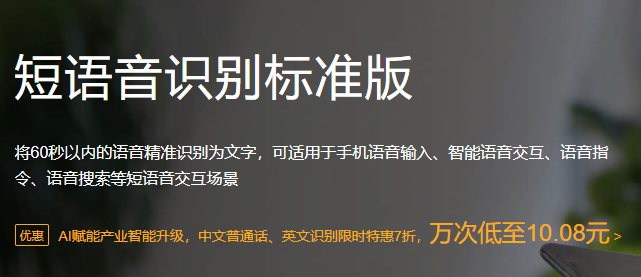 短语音识别标准版
将60秒以内的语音精准识别为文字，可适用于手机语音输入、智能语音交互、语音指
令、语音搜索等短语音交互场景
优惠 AI赋能产业智能升级，中文普通话、英文识别限时特惠7折，万次低至10.08元 >